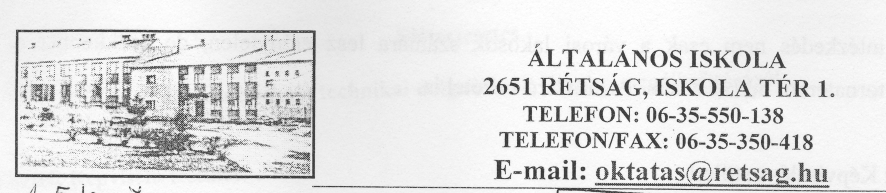 ÁLTALÁNOS ISKOLA
2651 RÉTSÁG, ISKOLA TÉR 1.
TELEFON: 06-35-550-138
TELEFON/FAX: 06-35-350-418
E-mail: oktatas@retsag.hu